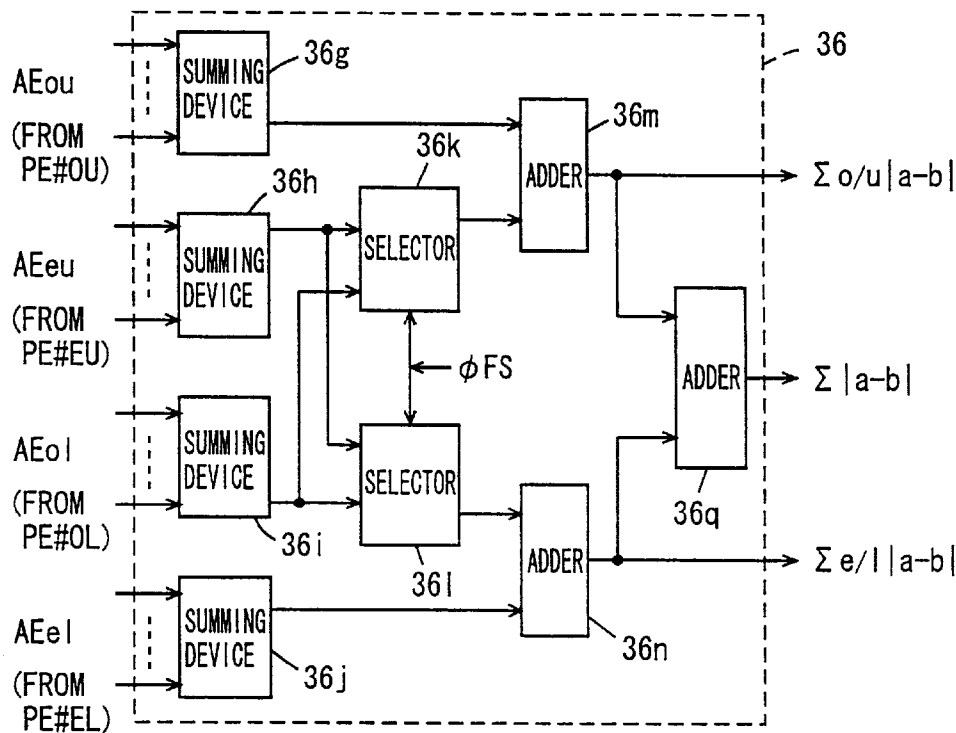 AEou
(FROM
PE#OU)
SUMMING
DEVICE
36g
36
36m
ADDER
Σ o/u|a-b|
36h
36k
AEeu
(FROM
PE#EU)
SUMMING
DEVICE
SELECTOR
φFS
ADDER
Σ |a-b|
36q
AEol
(FROM
PE#OL)
SUMMING
DEVICE
36i
SELECTOR
36l
ADDER
Σ e/l|a-b|
36n
AEel
(FROM
PE#EL)
SUMMING
DEVICE
36j